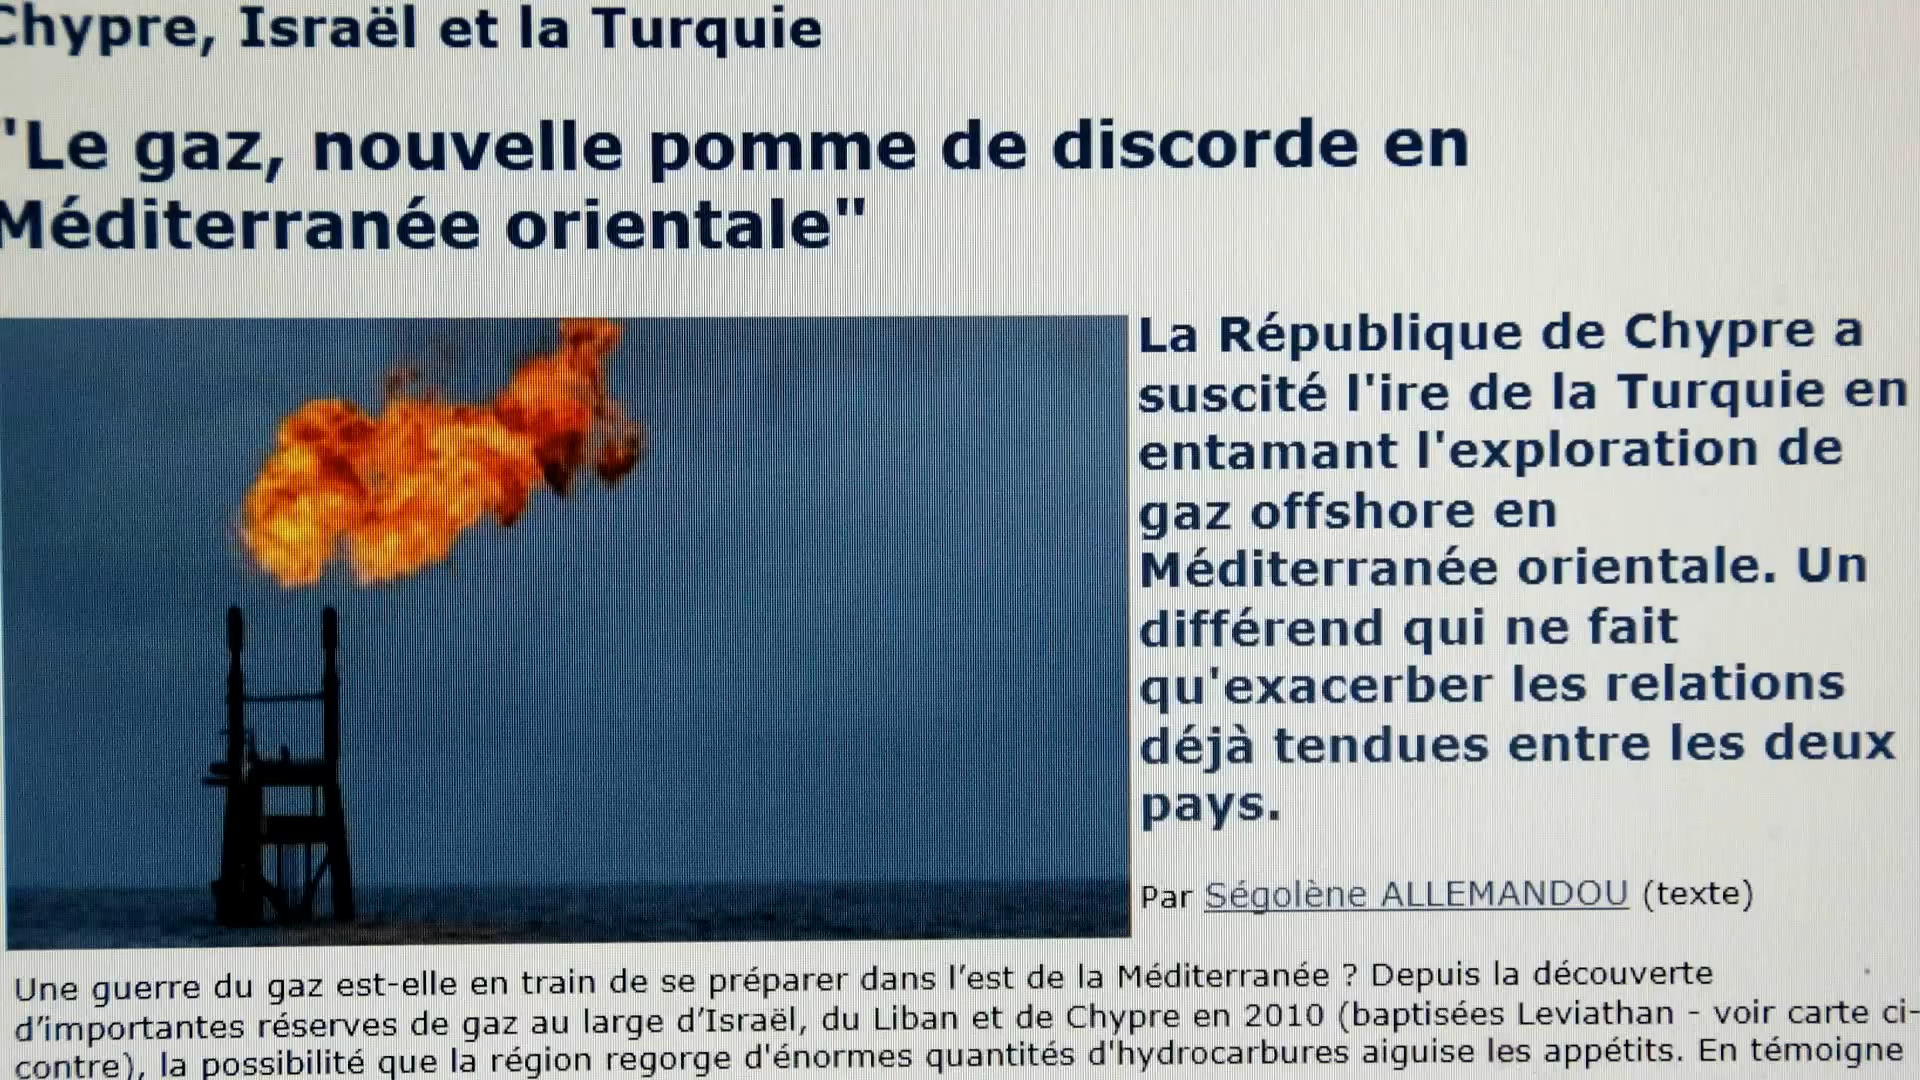 Chypre, Israël et la Turquie
"Le gaz, nouvelle pomme de discorde en
Méditerranée orientale"
La République de Chypre a
suscité l'ire de la Turquie en
entamant l'exploration de
gaz offshore en
Méditerranée orientale. Un
différend qui ne fait
qu'exacerber les relations
déjà tendues entre les deux
pays.
Par Ségolène ALLEMANDOU (texte)
Une guerre du gaz est-elle en train de se préparer dans l’est de la Méditerranée ? Depuis la découverte
d’importantes réserves de gaz au large d’Israël, du Liban et de Chypre en 2010 (baptisées Leviathan - voir carte ci-
contre), la possibilité que la région regorge d'énormes quantités d'hydrocarbures aiguise les appétits. En témoigne